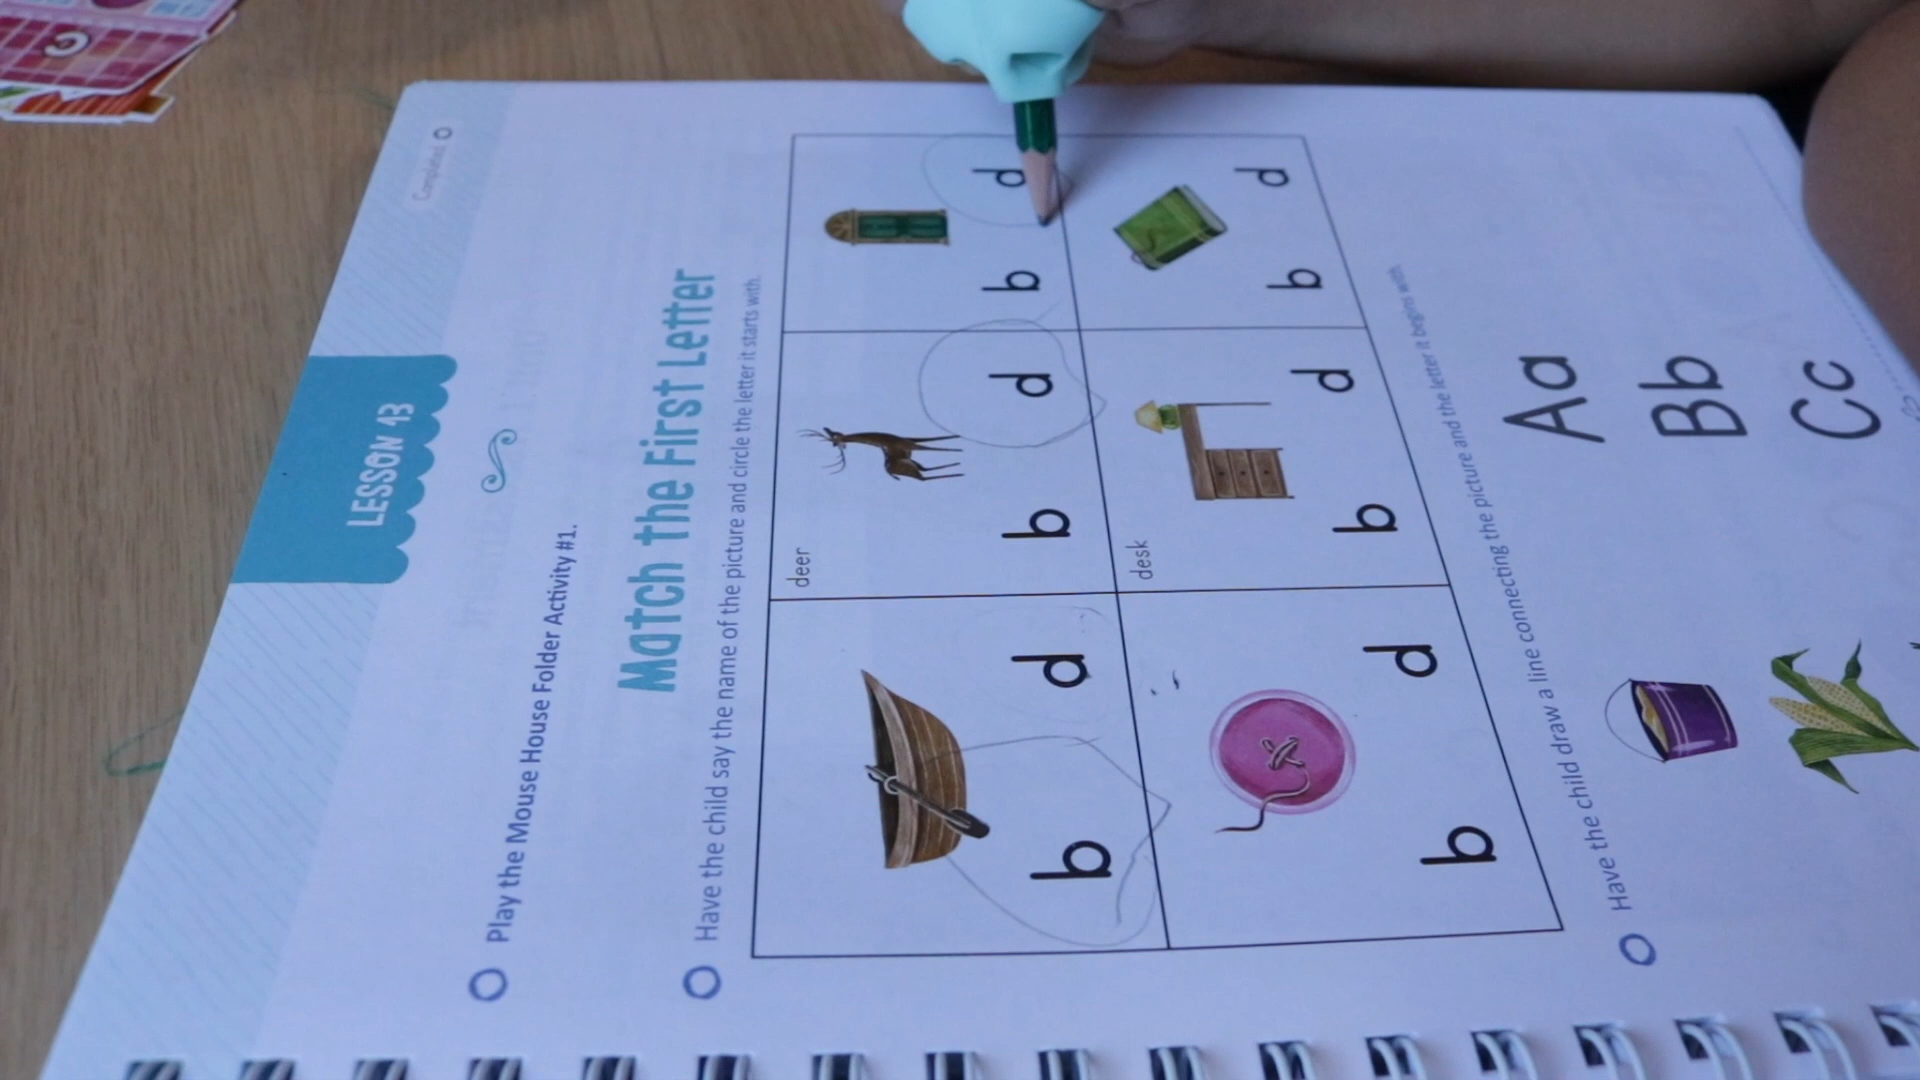 Completed
LESSON 13
Play the Mouse House Folder Activity #1.
Match the First Letter
Have the child say the name of the picture and circle the letter it starts with.
deer
b d
b d
b d
desk
b d
b d
b d
Have the child draw a line connecting the picture and the letter it begins with.
Aa
Bb
Cc